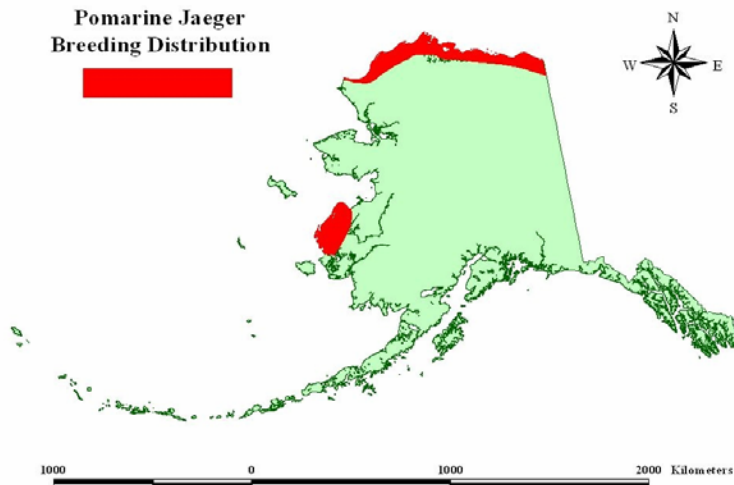 Pomarine Jaeger
Breeding Distribution
N
W E
S
1000 0 1000 2000 Kilometers